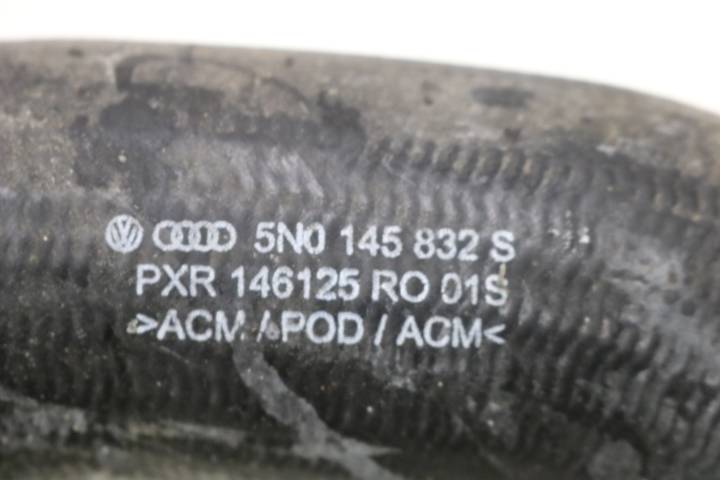 5N0 145 832 S
PXR 146125 RO 01S
>ACM / POD / ACM<